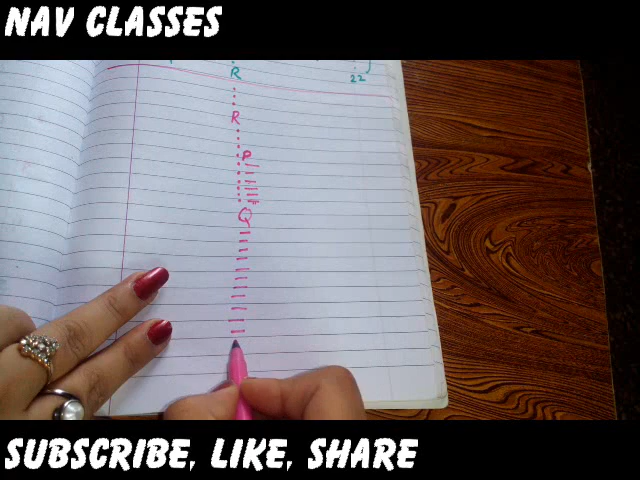 NAV CLASSES
R
22
R
P
Q
SUBSCRIBE, LIKE, SHARE